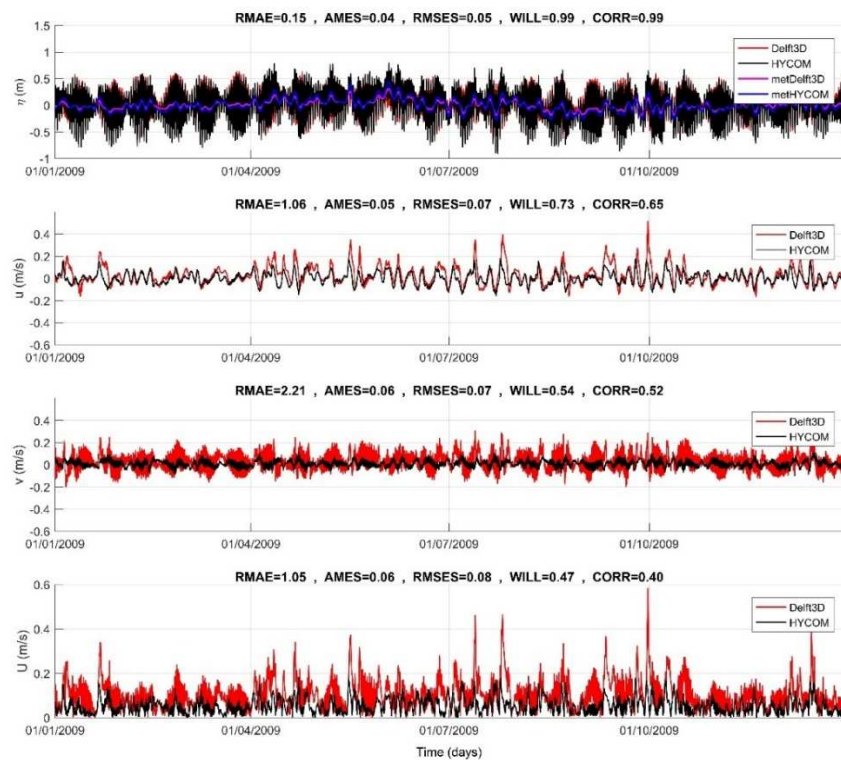 RMAE=0.15 , AMES=0.04 , RMSES=0.05 , WILL=0.99 , CORR=0.99
1.5
1
0.5
0
-0.5
-1
η (m)
Delft3D
HYCOM
metDelft3D
metHYCOM
01/01/2009 01/04/2009 01/07/2009 01/10/2009
RMAE=1.06 , AMES=0.05 , RMSES=0.07 , WILL=0.73 , CORR=0.65
0.4
0.2
0
-0.2
-0.4
-0.6
u (m/s)
Delft3D
HYCOM
01/01/2009 01/04/2009 01/07/2009 01/10/2009
RMAE=2.21 , AMES=0.06 , RMSES=0.07 , WILL=0.54 , CORR=0.52
0.4
0.2
0
-0.2
-0.4
-0.6
v (m/s)
Delft3D
HYCOM
01/01/2009 01/04/2009 01/07/2009 01/10/2009
RMAE=1.05 , AMES=0.06 , RMSES=0.08 , WILL=0.47 , CORR=0.40
0.6
0.4
0.2
0
U (m/s)
Delft3D
HYCOM
01/01/2009 01/04/2009 01/07/2009 01/10/2009
Time (days)